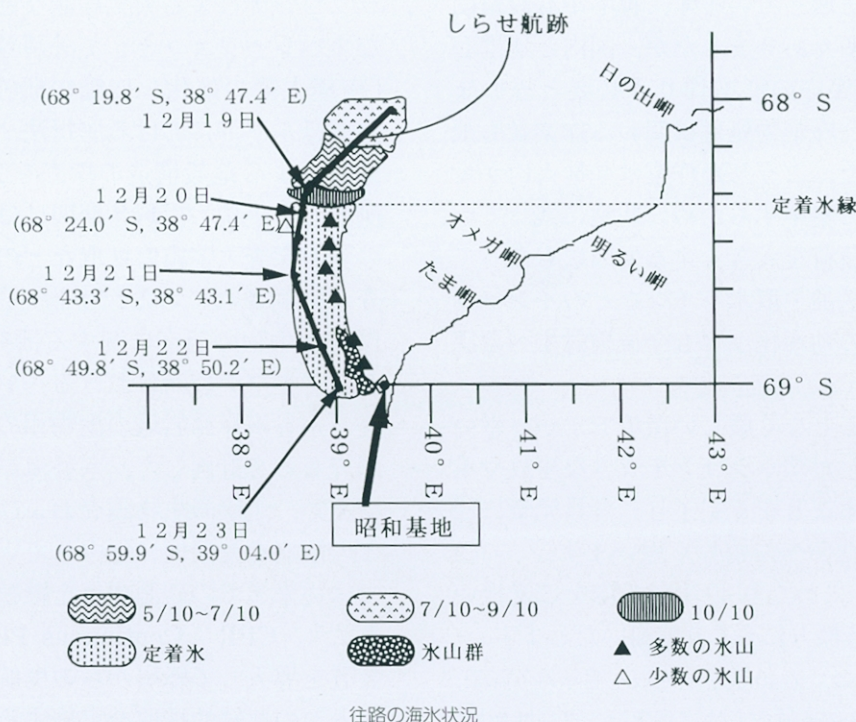 しらせ航跡
日の出岬
68° S
(68° 19.8′ S, 38° 47.4′ E)
12月19日
12月20日
(68° 24.0′ S, 38° 47.4′ E)
定着氷縁
オメガ岬
明るい岬
たま岬
12月21日
(68° 43.3′ S, 38° 43.1′ E)
12月22日
(68° 49.8′ S, 38° 50.2′ E)
69° S
38° E
39° E
40° E
41° E
42° E
43° E
12月23日
(68° 59.9′ S, 39° 04.0′ E)
昭和基地
5/10~7/10
7/10~9/10
10/10
定着氷
氷山群
多数の氷山
少数の氷山
往路の海氷状況